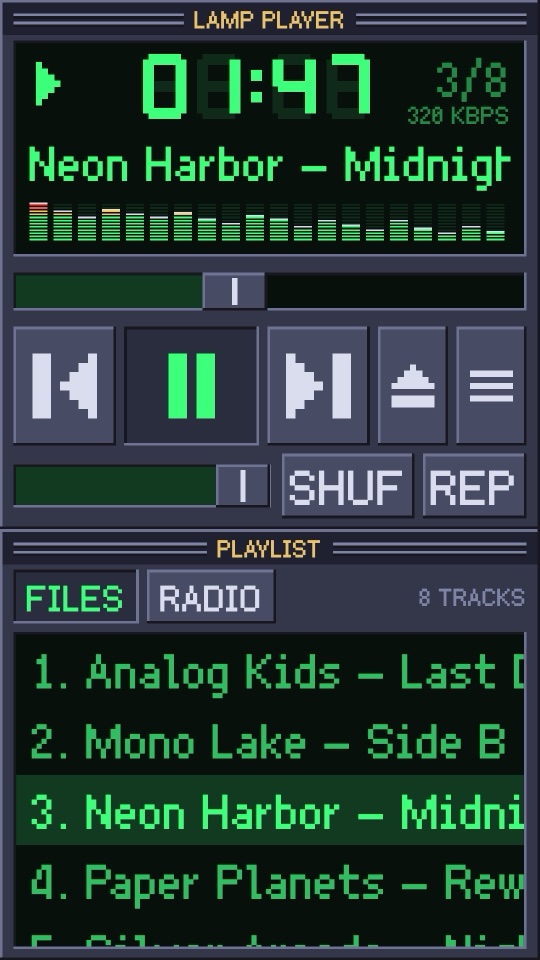 LAMP PLAYER
01:47
3/8
320 KBPS
Neon Harbor – Midnigh
SHUF REP
PLAYLIST
FILES RADIO 8 TRACKS
1. Analog Kids – Last
2. Mono Lake – Side B
3. Neon Harbor – Midni
4. Paper Planets – Rew